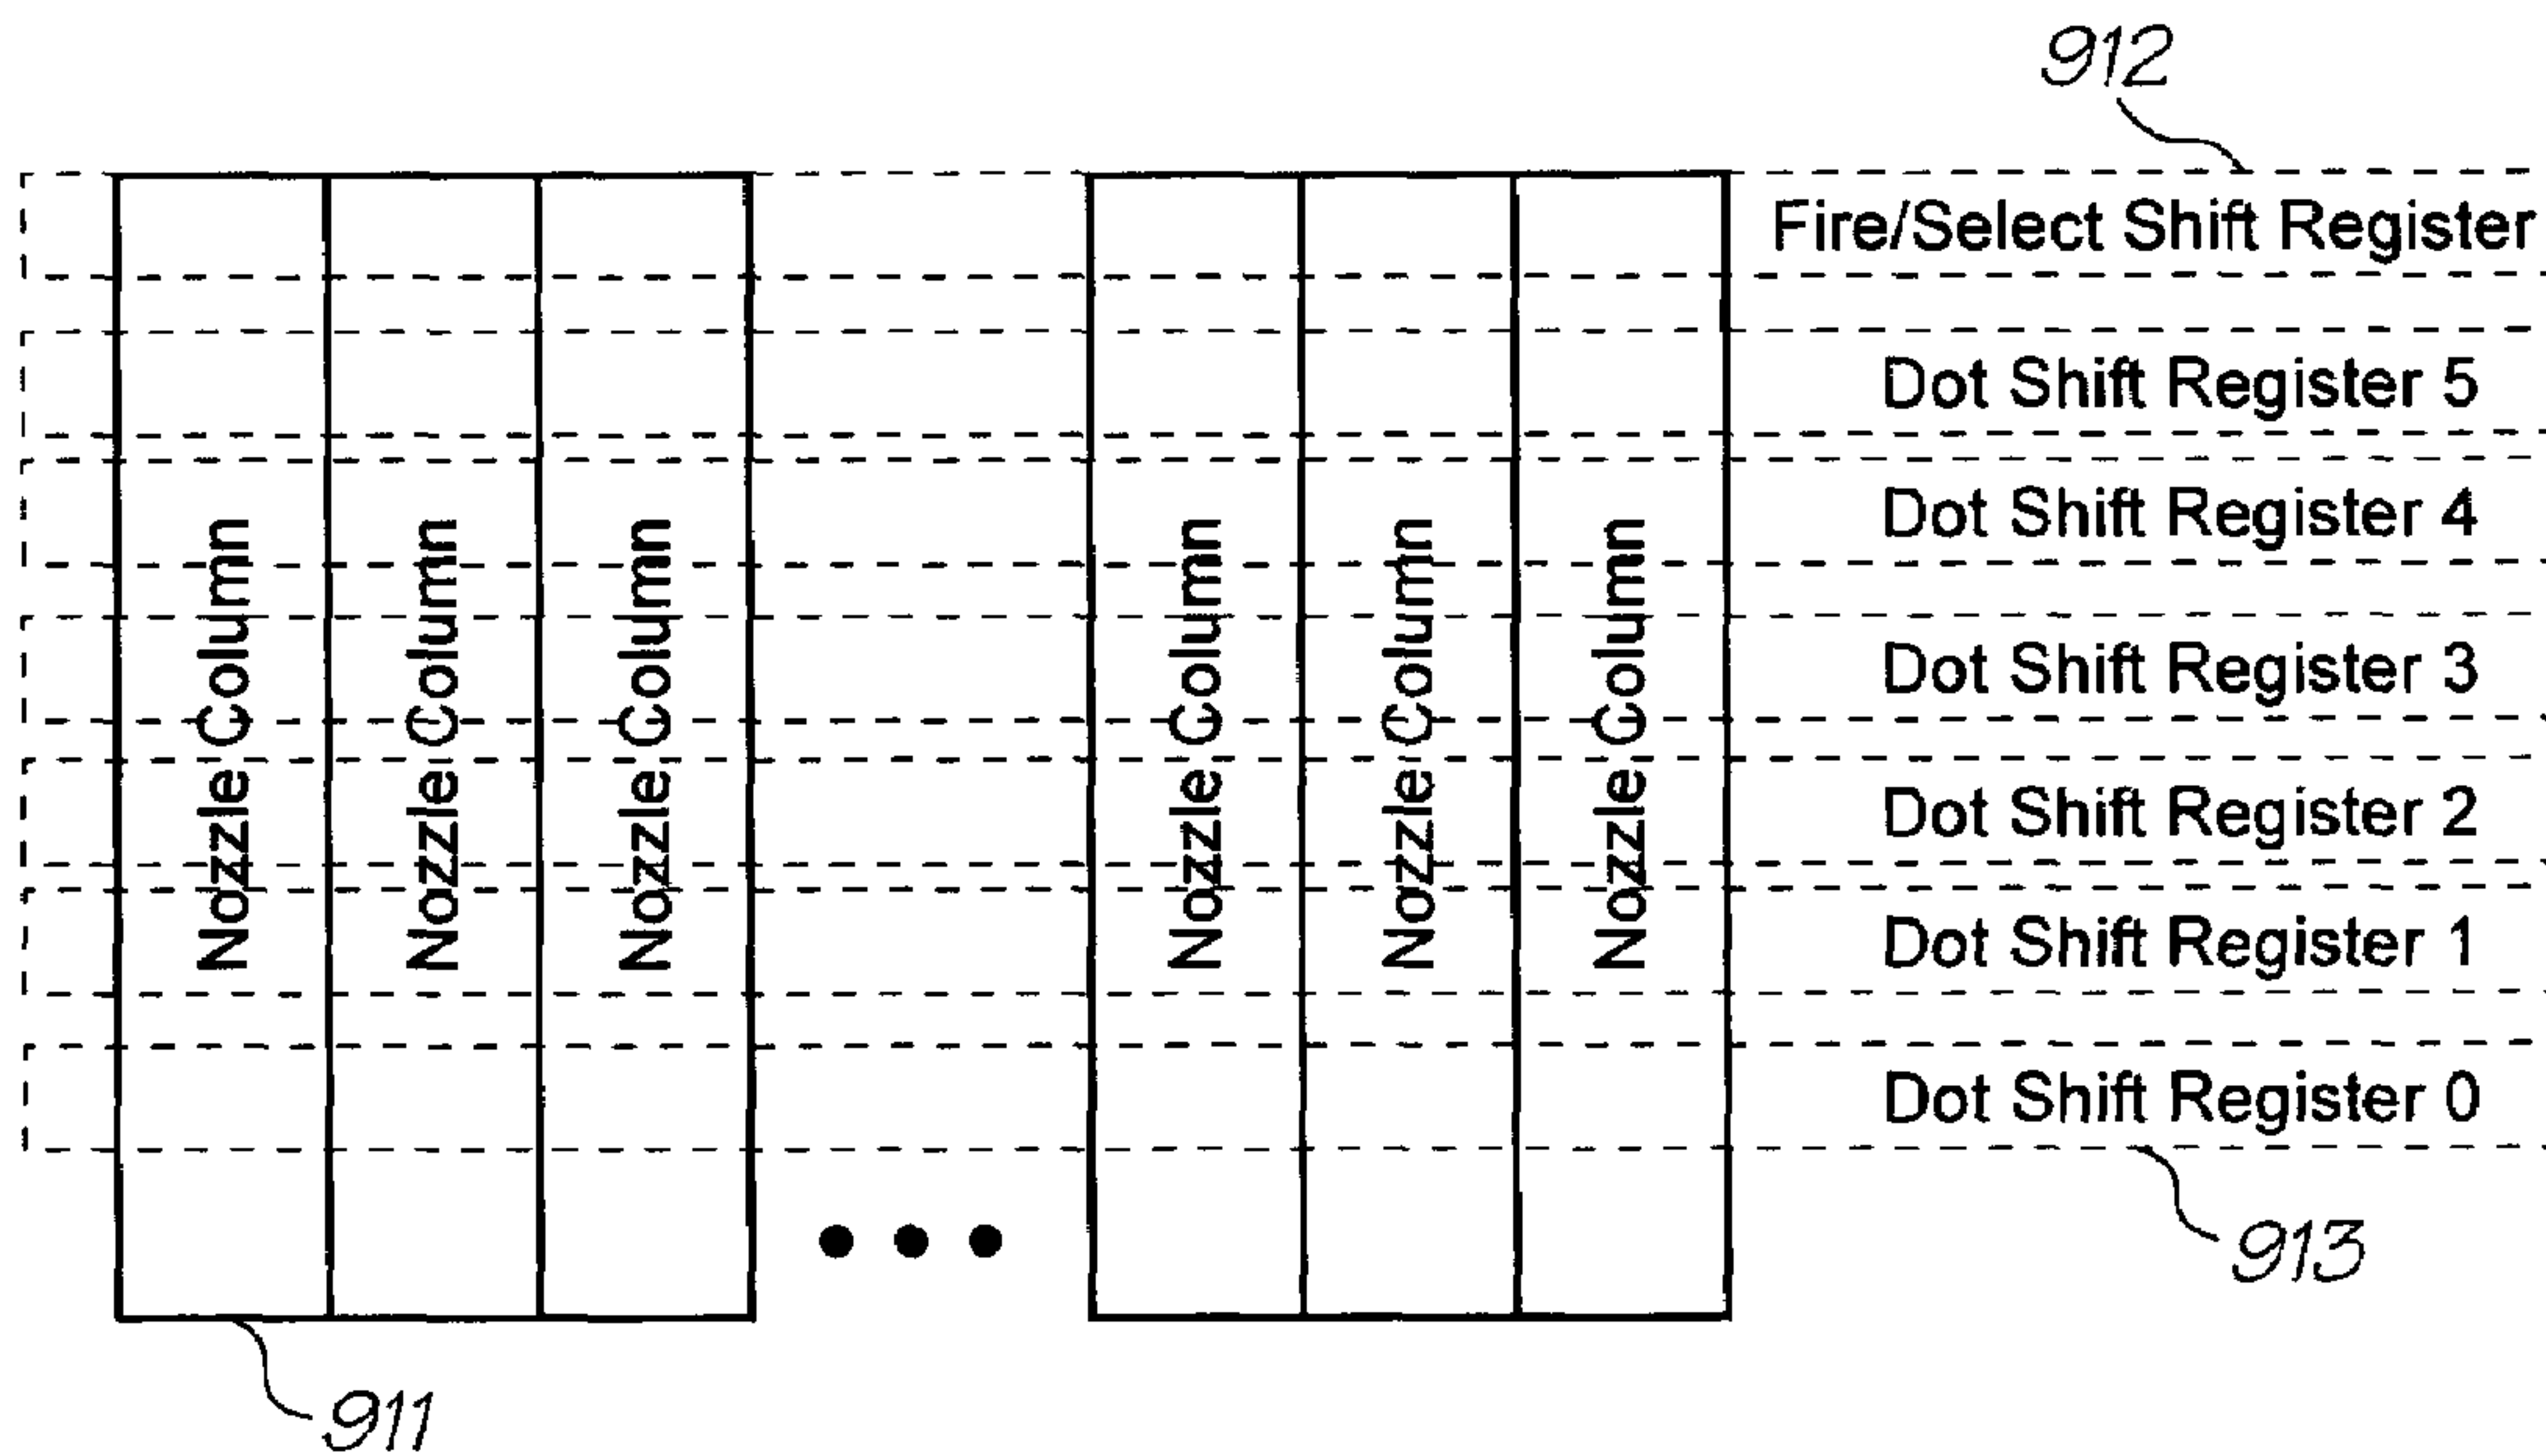 912
Fire/Select Shift Register
Dot Shift Register 5
Dot Shift Register 4
Dot Shift Register 3
Dot Shift Register 2
Dot Shift Register 1
Dot Shift Register 0
Nozzle Column
Nozzle Column
Nozzle Column
Nozzle Column
Nozzle Column
Nozzle Column
913
911